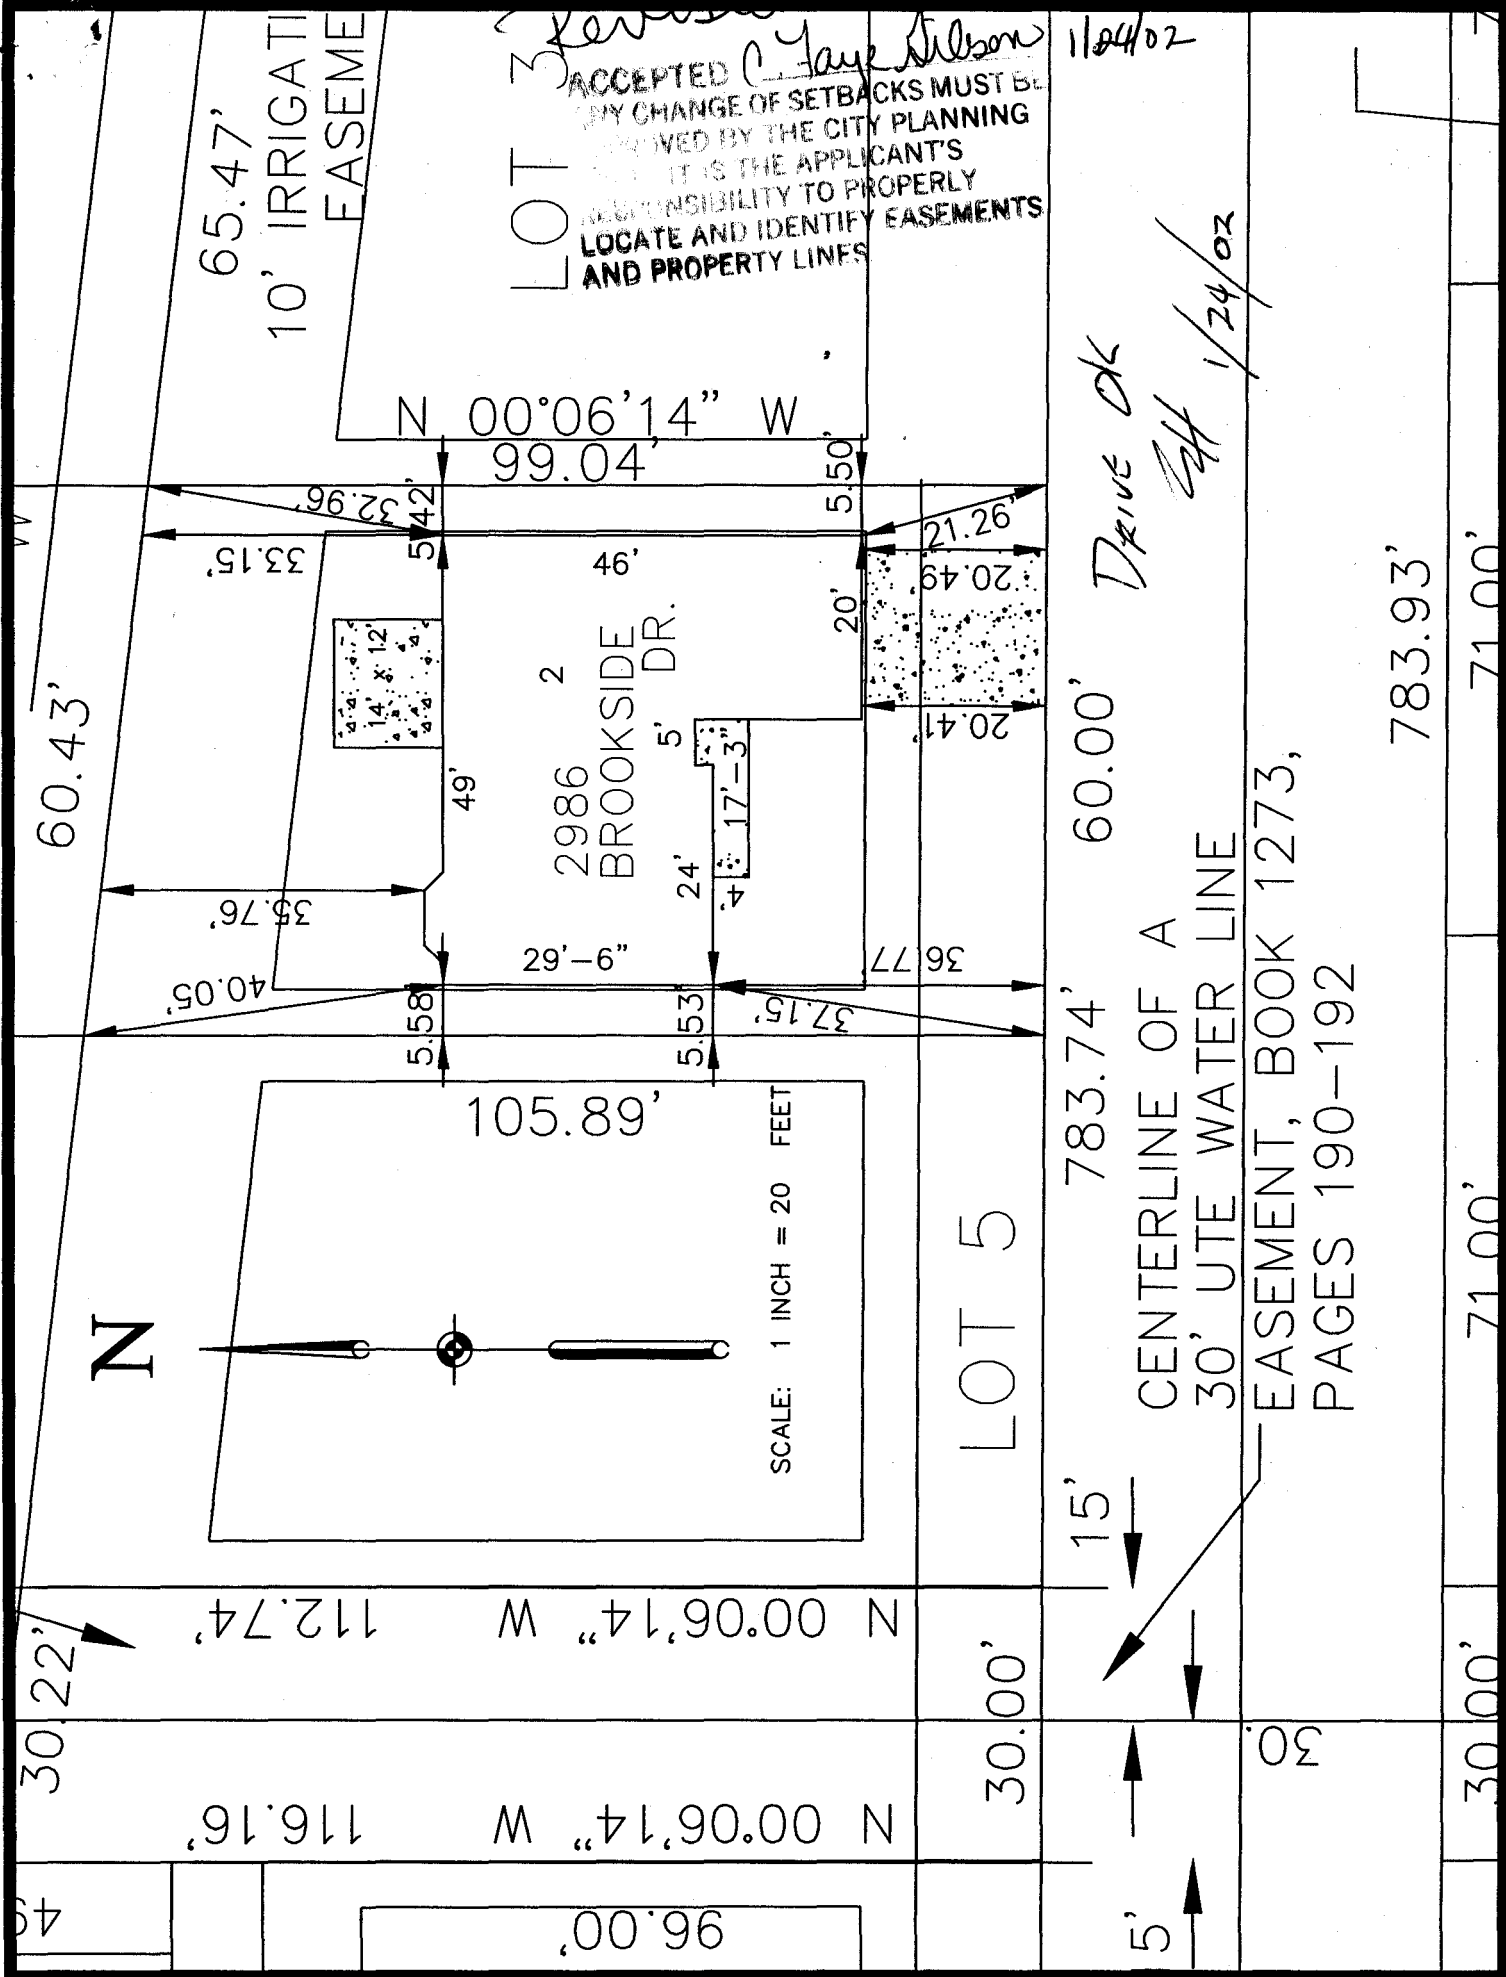 Revised
ACCEPTED C. Faye Gibson 1/24/02
ANY CHANGE OF SETBACKS MUST BE
APPROVED BY THE CITY PLANNING
IT IS THE APPLICANT'S
RESPONSIBILITY TO PROPERLY
LOCATE AND IDENTIFY EASEMENTS
AND PROPERTY LINES
65.47'
10' IRRIGATI
EASEME
LOT 3
N 00°06'14" W
99.04'
60.43'
32.96'
33.15'
5.42'
5.50'
46'
21.26'
20.49'
20.41'
20'
14' x 12'
49'
2
2986
BROOKSIDE
DR.
5'
17'-3"
24'
4'
29'-9"
35.76'
40.05'
5.58'
5.53'
36.77
37.15'
105.89'
60.00'
DRIVE OK
1/24/02
N
SCALE: 1 INCH = 20 FEET
LOT 5
783.74'
CENTERLINE OF A
30' UTE WATER LINE
EASEMENT, BOOK 1273,
PAGES 190-192
783.93'
71.00'
71.00'
15'
N 00°06'14" W 112.74'
30.22'
30.00'
30.
30.00'
N 00°06'14" W 116.16'
96.00'
49
5'
W